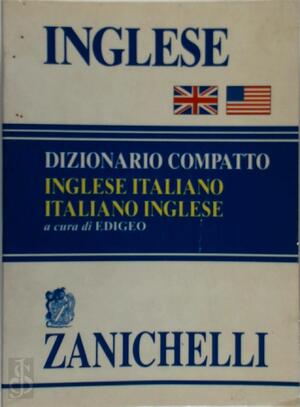 INGLESE
DIZIONARIO COMPATTO
INGLESE ITALIANO
ITALIANO INGLESE
a cura di EDIGEO
ZANICHELLI